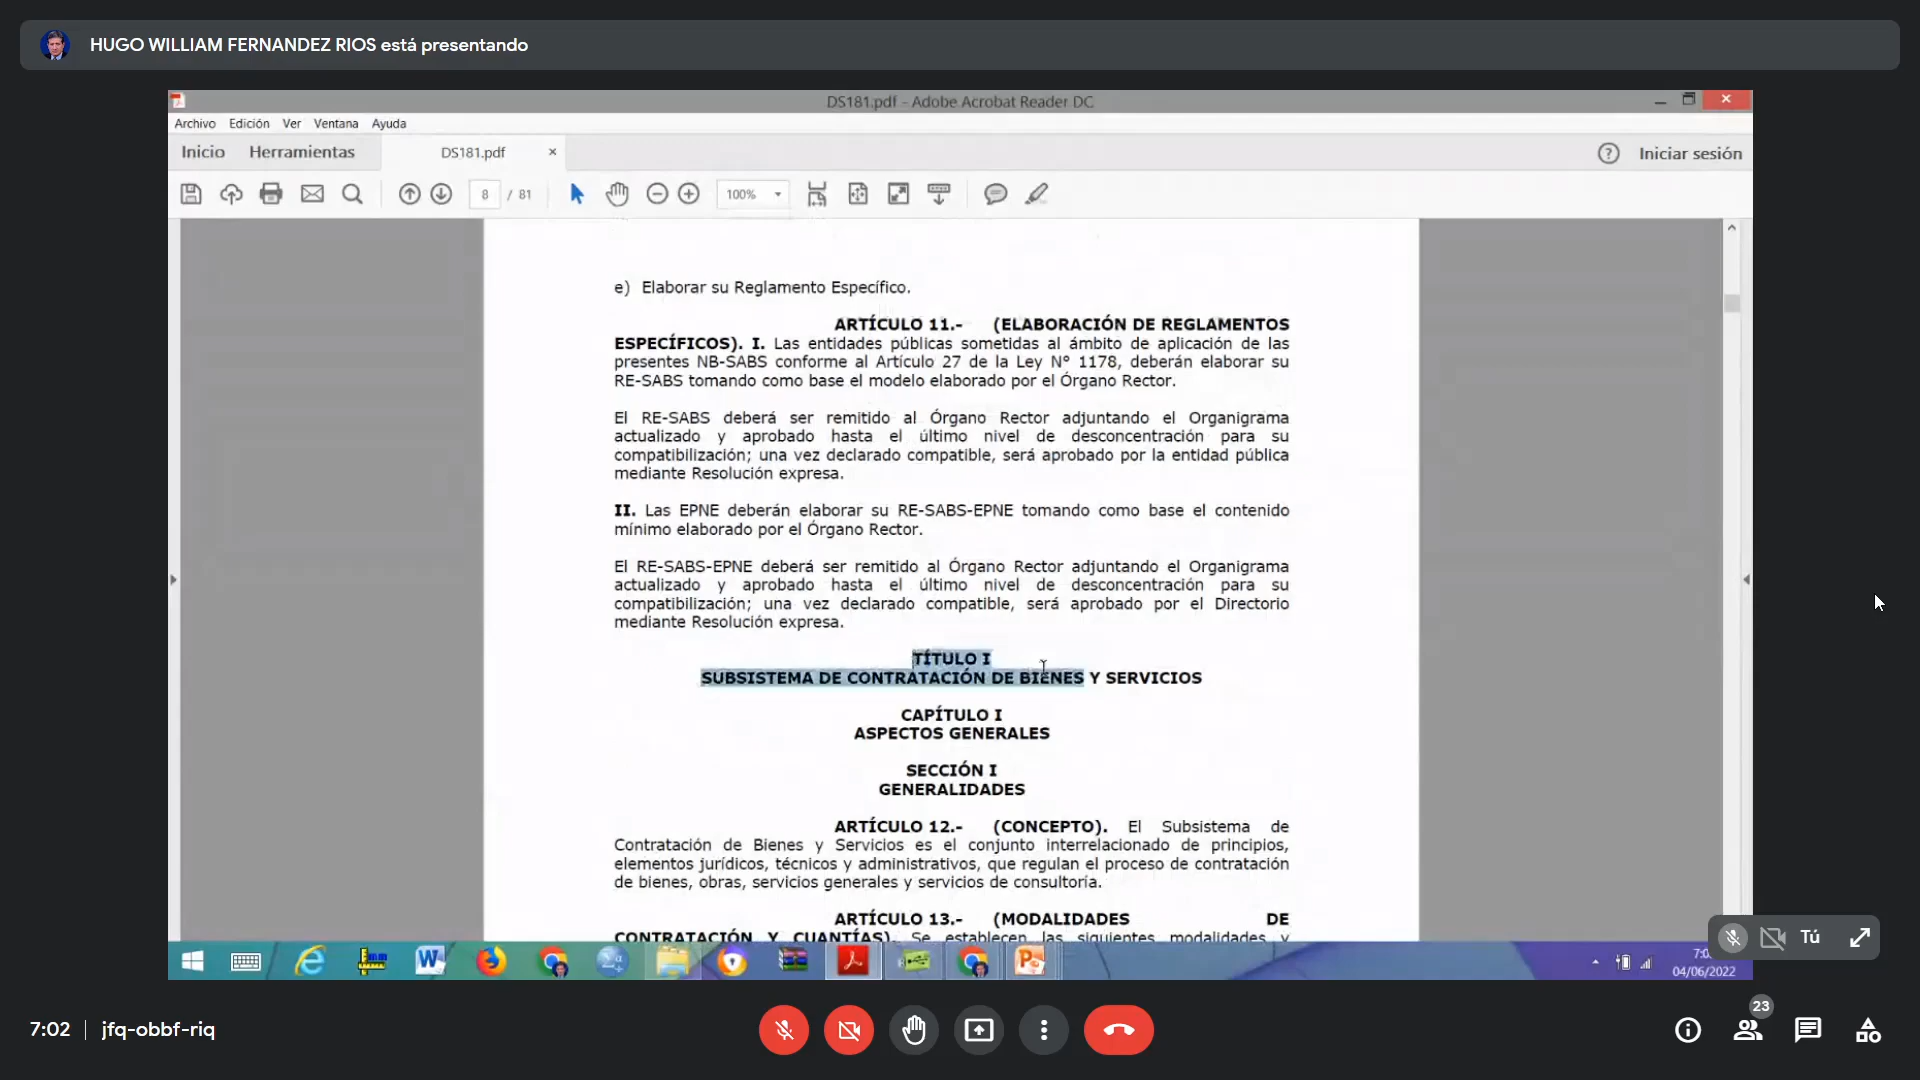 HUGO WILLIAM FERNANDEZ RIOS está presentando
DS181.pdf - Adobe Acrobat Reader DC
Archivo Edición Ver Ventana Ayuda
Inicio Herramientas DS181.pdf × Iniciar sesión
8 / 81 100%
e) Elaborar su Reglamento Específico.
ARTÍCULO 11.- (ELABORACIÓN DE REGLAMENTOS
ESPECÍFICOS). I. Las entidades públicas sometidas al ámbito de aplicación de las
presentes NB-SABS conforme al Artículo 27 de la Ley N° 1178, deberán elaborar su
RE-SABS tomando como base el modelo elaborado por el Órgano Rector.
El RE-SABS deberá ser remitido al Órgano Rector adjuntando el Organigrama
actualizado y aprobado hasta el último nivel de desconcentración para su
compatibilización; una vez declarado compatible, será aprobado por la entidad pública
mediante Resolución expresa.
II. Las EPNE deberán elaborar su RE-SABS-EPNE tomando como base el contenido
mínimo elaborado por el Órgano Rector.
El RE-SABS-EPNE deberá ser remitido al Órgano Rector adjuntando el Organigrama
actualizado y aprobado hasta el último nivel de desconcentración para su
compatibilización; una vez declarado compatible, será aprobado por el Directorio
mediante Resolución expresa.
TÍTULO I
SUBSISTEMA DE CONTRATACIÓN DE BIENES Y SERVICIOS
CAPÍTULO I
ASPECTOS GENERALES
SECCIÓN I
GENERALIDADES
ARTÍCULO 12.- (CONCEPTO). El Subsistema de
Contratación de Bienes y Servicios es el conjunto interrelacionado de principios,
elementos jurídicos, técnicos y administrativos, que regulan el proceso de contratación
de bienes, obras, servicios generales y servicios de consultoría.
ARTÍCULO 13.- (MODALIDADES DE
CONTRATACIÓN Y CUANTÍAS). Se establecen las siguientes modalidades y
Tú
04/06/2022
7:02 | jfq-obbf-riq
23